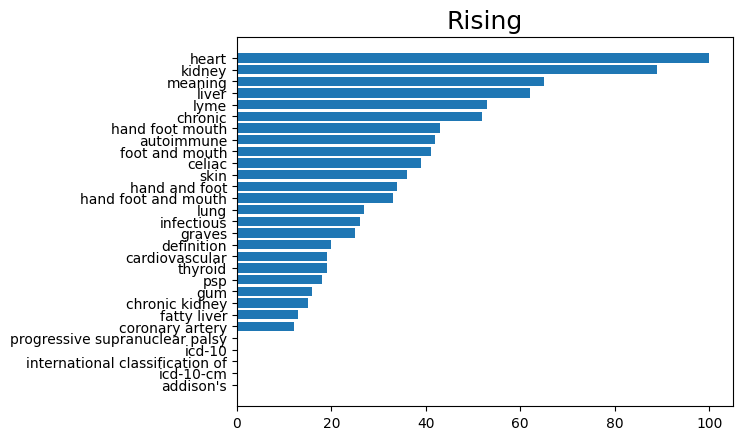 Rising
heart
kidney
meaning
liver
lyme
chronic
hand foot mouth
autoimmune
foot and mouth
celiac
skin
hand and foot
hand foot and mouth
lung
infectious
graves
definition
cardiovascular
thyroid
psp
gum
chronic kidney
fatty liver
coronary artery
progressive supranuclear palsy
icd-10
international classification of
icd-10-cm
addison's
0 20 40 60 80 100